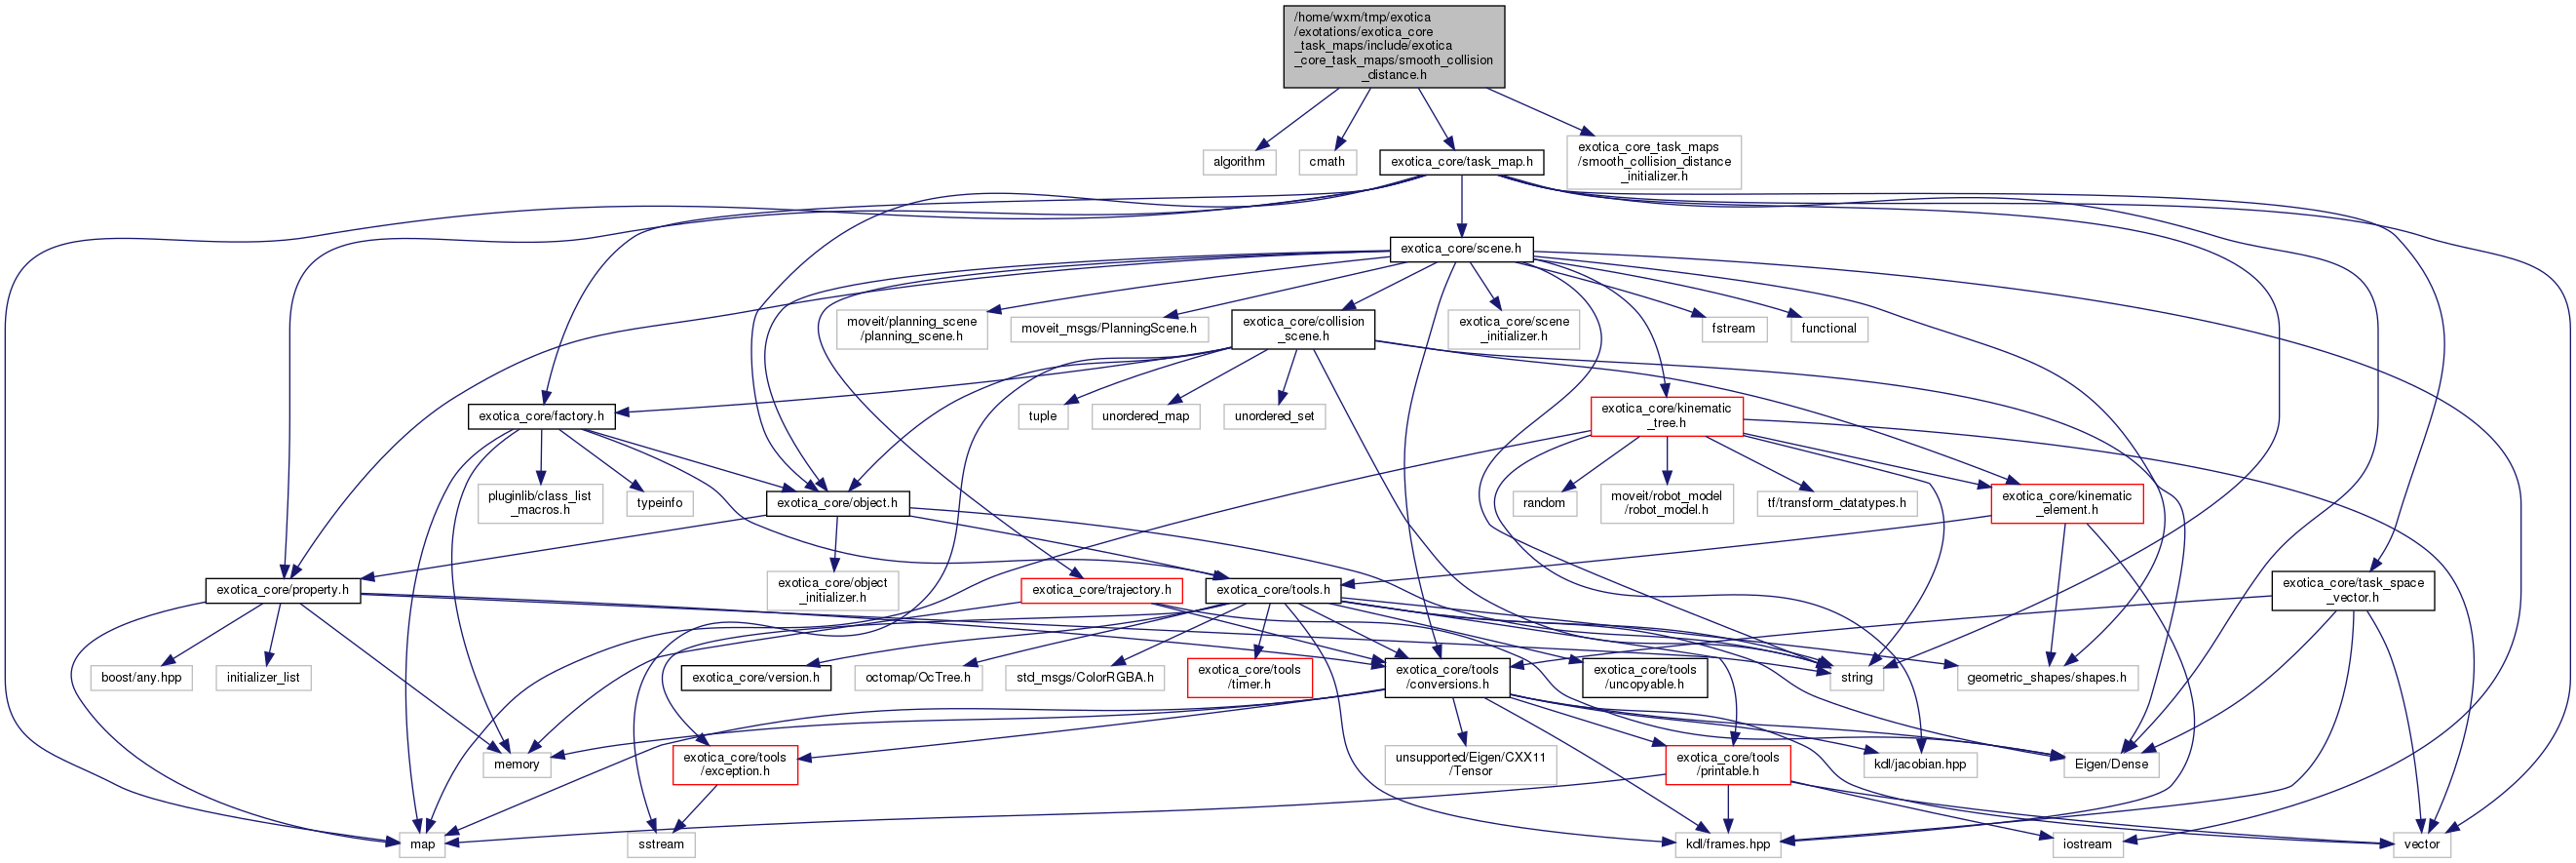 /home/wxm/tmp/exotica
/exotations/exotica_core
_task_maps/include/exotica
_core_task_maps/smooth_collision
_distance.h
algorithm
cmath
exotica_core/task_map.h
exotica_core_task_maps
/smooth_collision_distance
_initializer.h
exotica_core/scene.h
moveit/planning_scene
/planning_scene.h
moveit_msgs/PlanningScene.h
exotica_core/collision
_scene.h
exotica_core/scene
_initializer.h
fstream
functional
exotica_core/factory.h
tuple
unordered_map
unordered_set
exotica_core/kinematic
_tree.h
pluginlib/class_list
_macros.h
typeinfo
exotica_core/object.h
random
moveit/robot_model
/robot_model.h
tf/transform_datatypes.h
exotica_core/kinematic
_element.h
exotica_core/property.h
exotica_core/object
_initializer.h
exotica_core/trajectory.h
exotica_core/tools.h
exotica_core/task_space
_vector.h
boost/any.hpp
initializer_list
exotica_core/version.h
octomap/OcTree.h
std_msgs/ColorRGBA.h
exotica_core/tools
/timer.h
exotica_core/tools
/conversions.h
exotica_core/tools
/uncopyable.h
string
geometric_shapes/shapes.h
memory
exotica_core/tools
/exception.h
unsupported/Eigen/CXX11
/Tensor
exotica_core/tools
/printable.h
kdl/jacobian.hpp
Eigen/Dense
map
sstream
kdl/frames.hpp
iostream
vector